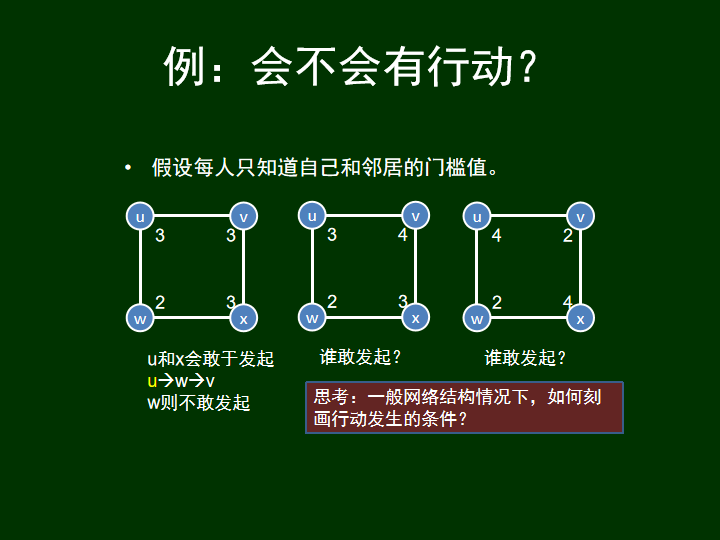 例：会不会有行动？
• 假设每人只知道自己和邻居的门槛值。
u v u v u v
3 3 3 4 4 2
2 3 2 3 2 4
w x w x w x
u和x会敢于发起
u→w→v
w则不敢发起
谁敢发起？
谁敢发起？
思考：一般网络结构情况下，如何刻
画行动发生的条件？